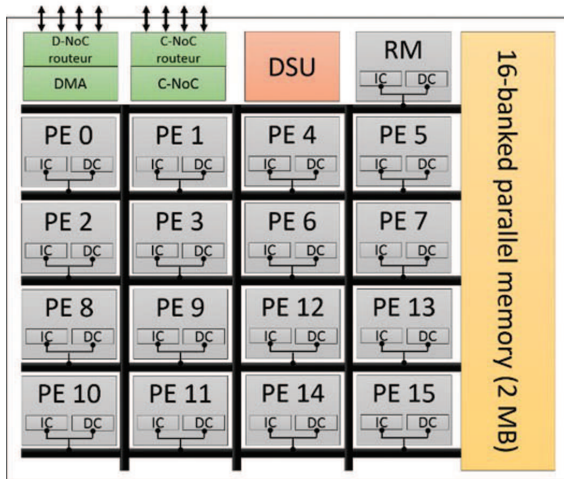 D-NoC
routeur
DMA
C-NoC
routeur
C-NoC
DSU
RM
IC DC
PE 0
IC DC
PE 1
IC DC
PE 4
IC DC
PE 5
IC DC
PE 2
IC DC
PE 3
IC DC
PE 6
IC DC
PE 7
IC DC
PE 8
IC DC
PE 9
IC DC
PE 12
IC DC
PE 13
IC DC
PE 10
IC DC
PE 11
IC DC
PE 14
IC DC
PE 15
IC DC
16-banked parallel memory (2 MB)